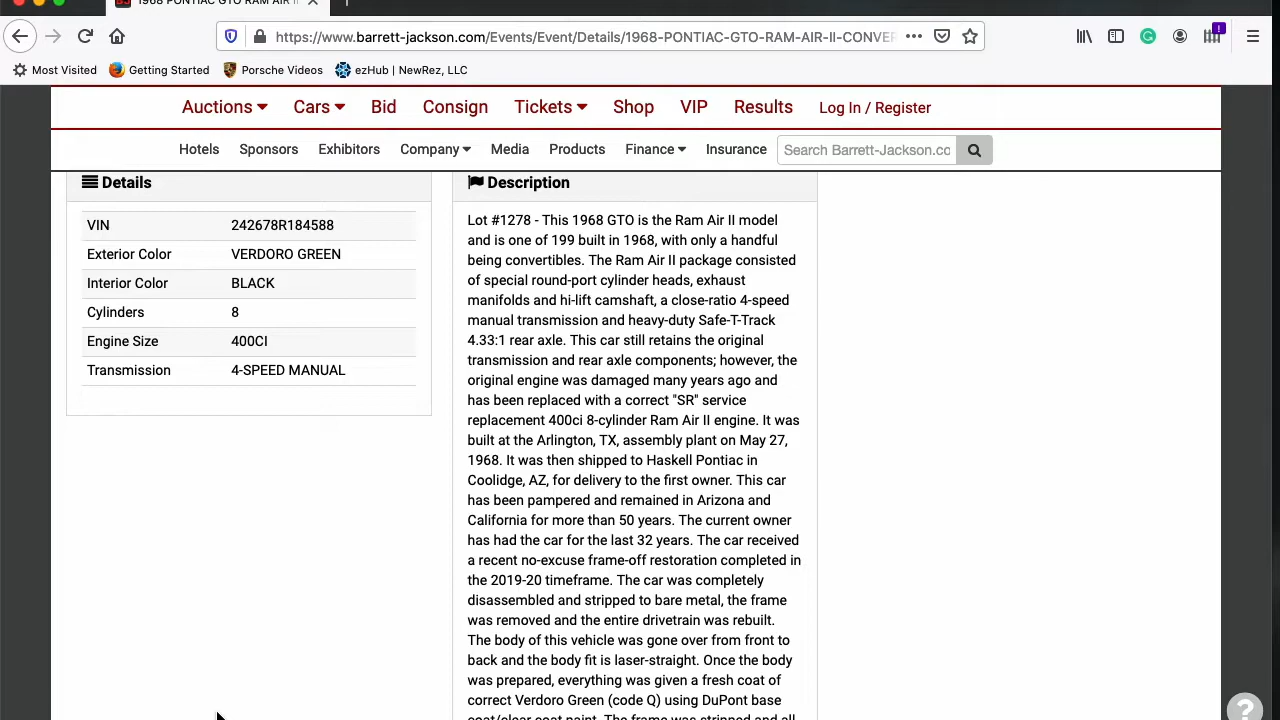 1968 PONTIAC GTO RAM AIR II
https://www.barrett-jackson.com/Events/Event/Details/1968-PONTIAC-GTO-RAM-AIR-II-CONVER
Most Visited Getting Started Porsche Videos ezHub | NewRez, LLC
Auctions Cars Bid Consign Tickets Shop VIP Results Log In / Register
Hotels Sponsors Exhibitors Company Media Products Finance Insurance Search Barrett-Jackson.co
Details
VIN 242678R184588
Exterior Color VERDORO GREEN
Interior Color BLACK
Cylinders 8
Engine Size 400CI
Transmission 4-SPEED MANUAL
Description
Lot #1278 - This 1968 GTO is the Ram Air II model
and is one of 199 built in 1968, with only a handful
being convertibles. The Ram Air II package consisted
of special round-port cylinder heads, exhaust
manifolds and hi-lift camshaft, a close-ratio 4-speed
manual transmission and heavy-duty Safe-T-Track
4.33:1 rear axle. This car still retains the original
transmission and rear axle components; however, the
original engine was damaged many years ago and
has been replaced with a correct "SR" service
replacement 400ci 8-cylinder Ram Air II engine. It was
built at the Arlington, TX, assembly plant on May 27,
1968. It was then shipped to Haskell Pontiac in
Coolidge, AZ, for delivery to the first owner. This car
has been pampered and remained in Arizona and
California for more than 50 years. The current owner
has had the car for the last 32 years. The car received
a recent no-excuse frame-off restoration completed in
the 2019-20 timeframe. The car was completely
disassembled and stripped to bare metal, the frame
was removed and the entire drivetrain was rebuilt.
The body of this vehicle was gone over from front to
back and the body fit is laser-straight. Once the body
was prepared, everything was given a fresh coat of
correct Verdoro Green (code Q) using DuPont base
coat/clear coat paint. The frame was stripped and all
?